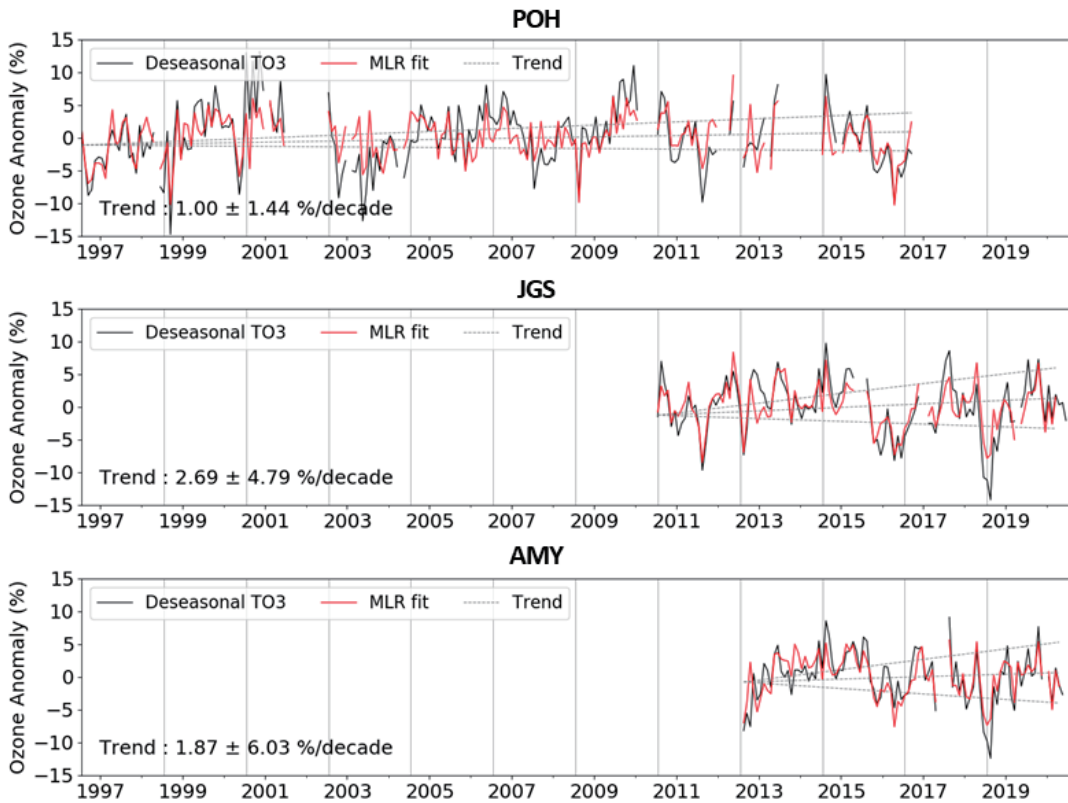 POH
Ozone Anomaly (%)
15
10
5
0
−5
−10
−15
Deseasonal TO3 MLR fit Trend
Trend : 1.00 ± 1.44 %/decade
1997 1999 2001 2003 2005 2007 2009 2011 2013 2015 2017 2019
JGS
Ozone Anomaly (%)
15
10
5
0
−5
−10
−15
Deseasonal TO3 MLR fit Trend
Trend : 2.69 ± 4.79 %/decade
1997 1999 2001 2003 2005 2007 2009 2011 2013 2015 2017 2019
AMY
Ozone Anomaly (%)
15
10
5
0
−5
−10
−15
Deseasonal TO3 MLR fit Trend
Trend : 1.87 ± 6.03 %/decade
1997 1999 2001 2003 2005 2007 2009 2011 2013 2015 2017 2019